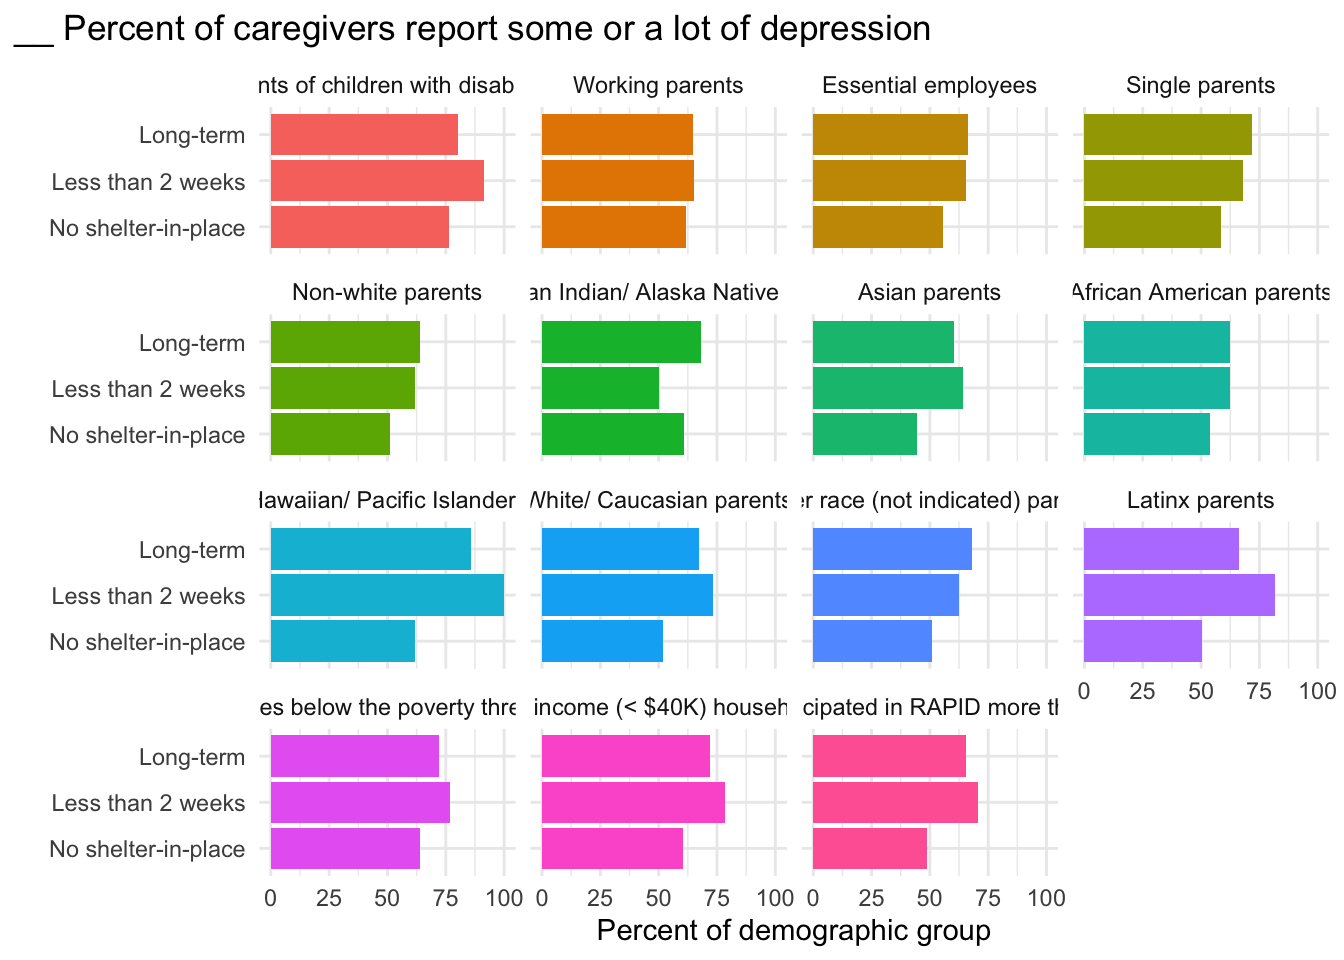 __ Percent of caregivers report some or a lot of depression
nts of children with disab
Working parents
Essential employees
Single parents
Long-term
Less than 2 weeks
No shelter-in-place
Non-white parents
an Indian/ Alaska Native
Asian parents
African American parents
Long-term
Less than 2 weeks
No shelter-in-place
Hawaiian/ Pacific Islander
White/ Caucasian parents
er race (not indicated) par
Latinx parents
Long-term
Less than 2 weeks
No shelter-in-place
0 25 50 75 100
es below the poverty thre
income (< $40K) househ
cipated in RAPID more th
Long-term
Less than 2 weeks
No shelter-in-place
0 25 50 75 100
0 25 50 75 100
0 25 50 75 100
Percent of demographic group